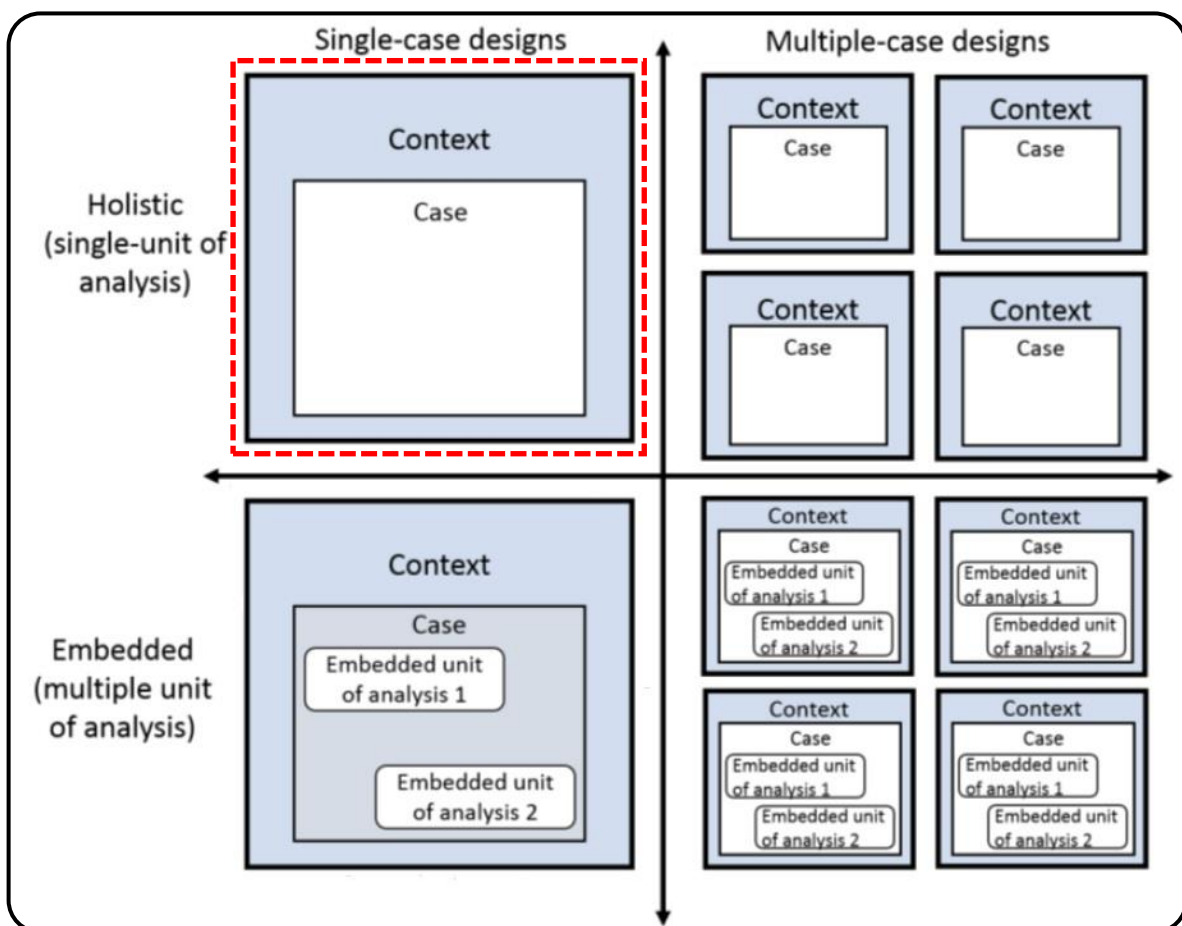 Single-case designs
Multiple-case designs
Holistic
(single-unit of
analysis)
Context
Case
Context
Case
Context
Case
Context
Case
Context
Case
Embedded
(multiple unit
of analysis)
Context
Case
Embedded unit
of analysis 1
Embedded unit
of analysis 2
Context
Case
Embedded unit
of analysis 1
Embedded unit
of analysis 2
Context
Case
Embedded unit
of analysis 1
Embedded unit
of analysis 2
Context
Case
Embedded unit
of analysis 1
Embedded unit
of analysis 2
Context
Case
Embedded unit
of analysis 1
Embedded unit
of analysis 2